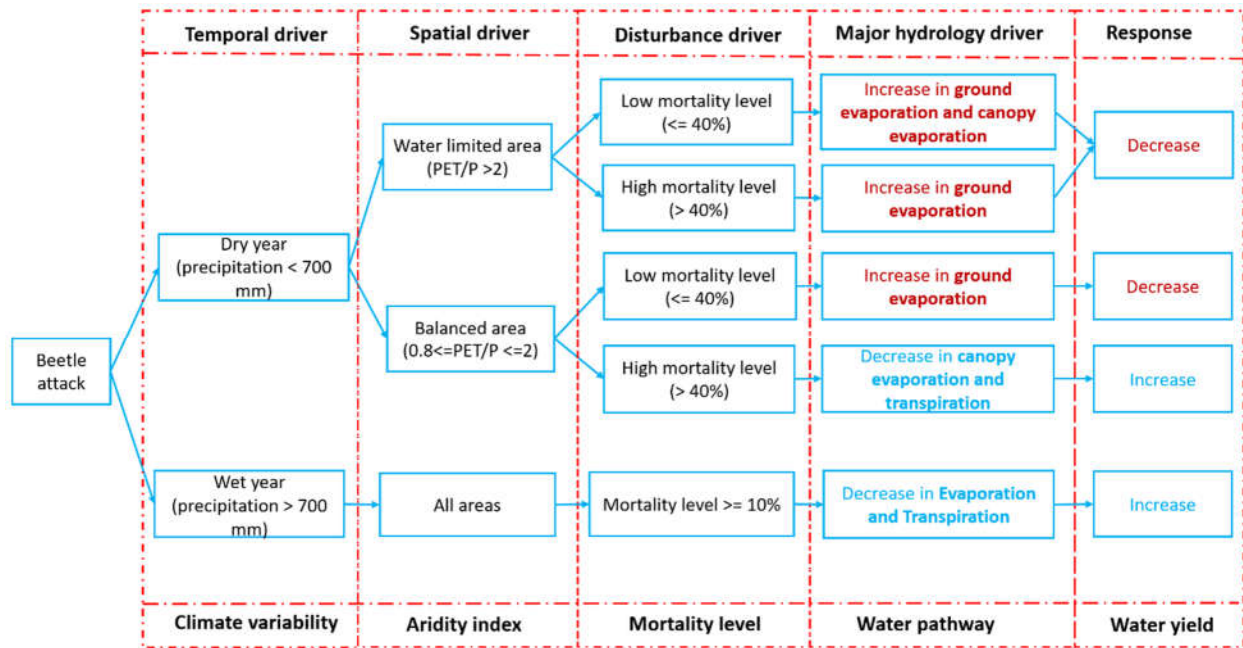 Temporal driver
Spatial driver
Disturbance driver
Major hydrology driver
Response
Low mortality level
(<= 40%)
Increase in ground
evaporation and canopy
evaporation
Water limited area
(PET/P >2)
Decrease
High mortality level
(> 40%)
Increase in ground
evaporation
Dry year
(precipitation < 700
mm)
Low mortality level
(<= 40%)
Increase in ground
evaporation
Decrease
Balanced area
(0.8<=PET/P <=2)
Beetle
attack
High mortality level
(> 40%)
Decrease in canopy
evaporation and
transpiration
Increase
Wet year
(precipitation > 700
mm)
All areas
Mortality level >= 10%
Decrease in Evaporation
and Transpiration
Increase
Climate variability
Aridity index
Mortality level
Water pathway
Water yield